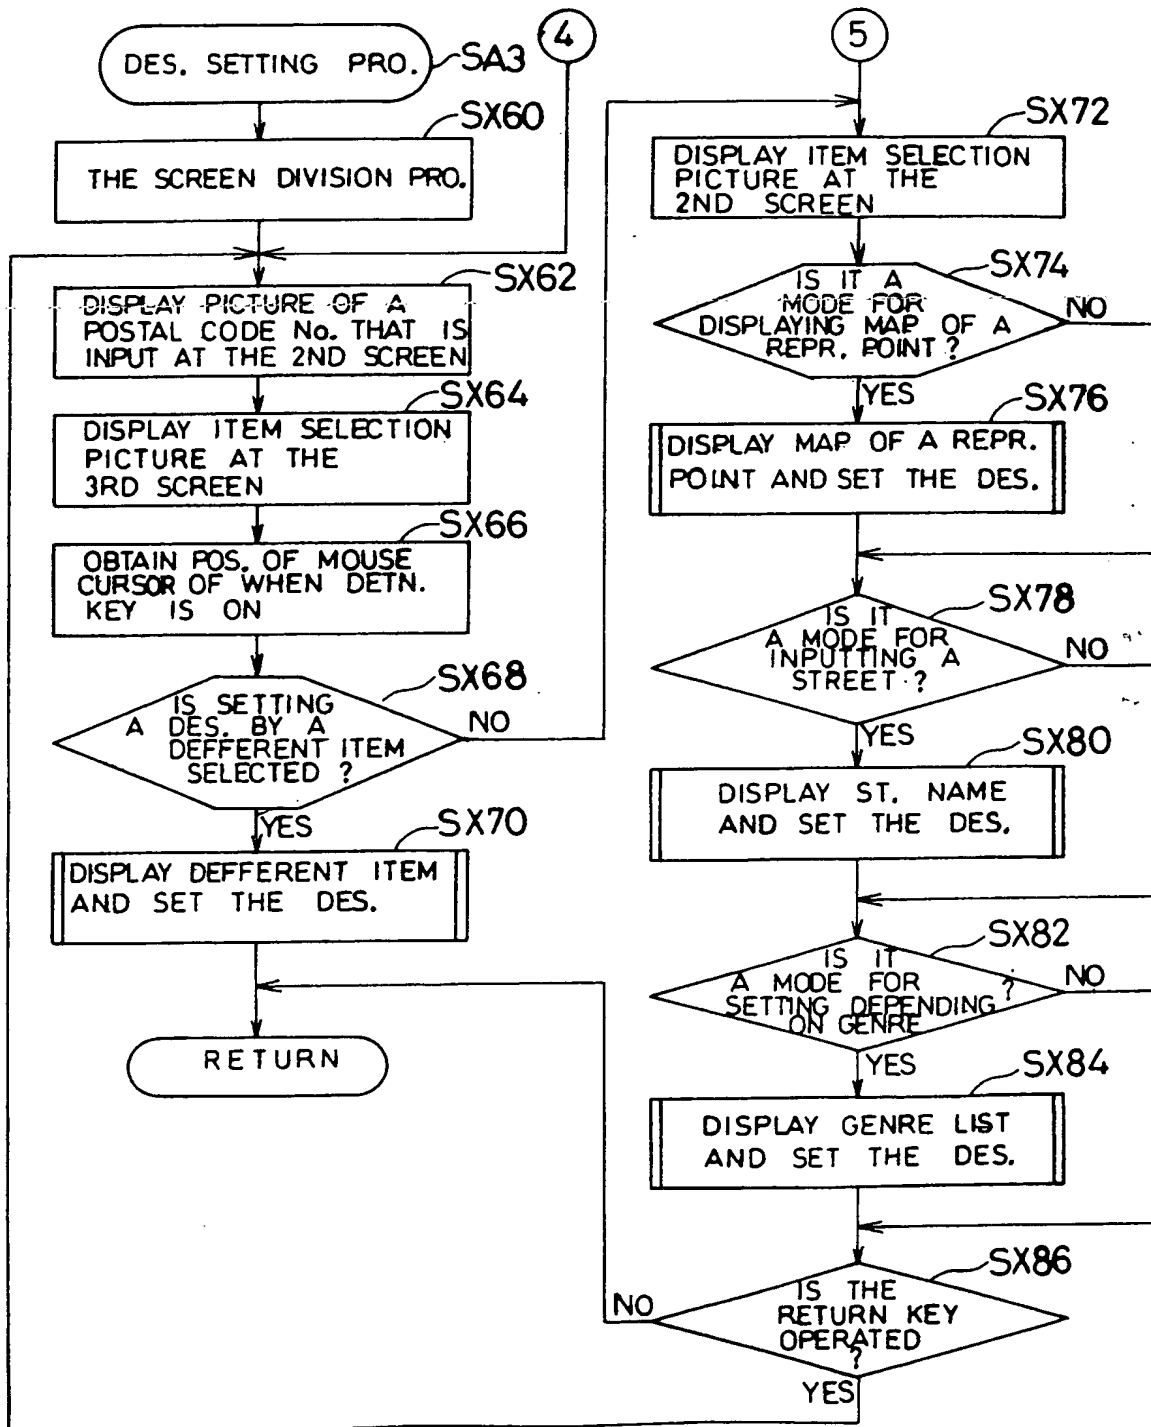 DES. SETTING PRO.
SA3
4
SX60
THE SCREEN DIVISION PRO.
SX62
DISPLAY PICTURE OF A
POSTAL CODE No. THAT IS
INPUT AT THE 2ND SCREEN
SX64
DISPLAY ITEM SELECTION
PICTURE AT THE
3RD SCREEN
SX66
OBTAIN POS. OF MOUSE
CURSOR OF WHEN DETN.
KEY IS ON
SX68
IS SETTING
A DES. BY A
DEFFERENT ITEM
SELECTED ?
NO
YES
SX70
DISPLAY DEFFERENT ITEM
AND SET THE DES.
RETURN
5
SX72
DISPLAY ITEM SELECTION
PICTURE AT THE
2ND SCREEN
SX74
IS IT A
MODE FOR
DISPLAYING MAP OF A
REPR. POINT ?
NO
YES
SX76
DISPLAY MAP OF A REPR.
POINT AND SET THE DES.
SX78
IS IT
A MODE FOR
INPUTTING A
STREET ?
NO
YES
SX80
DISPLAY ST. NAME
AND SET THE DES.
SX82
IS IT
A MODE FOR ?
SETTING DEPENDING
ON GENRE
NO
YES
SX84
DISPLAY GENRE LIST
AND SET THE DES.
SX86
IS THE
RETURN KEY
OPERATED
?
NO
YES